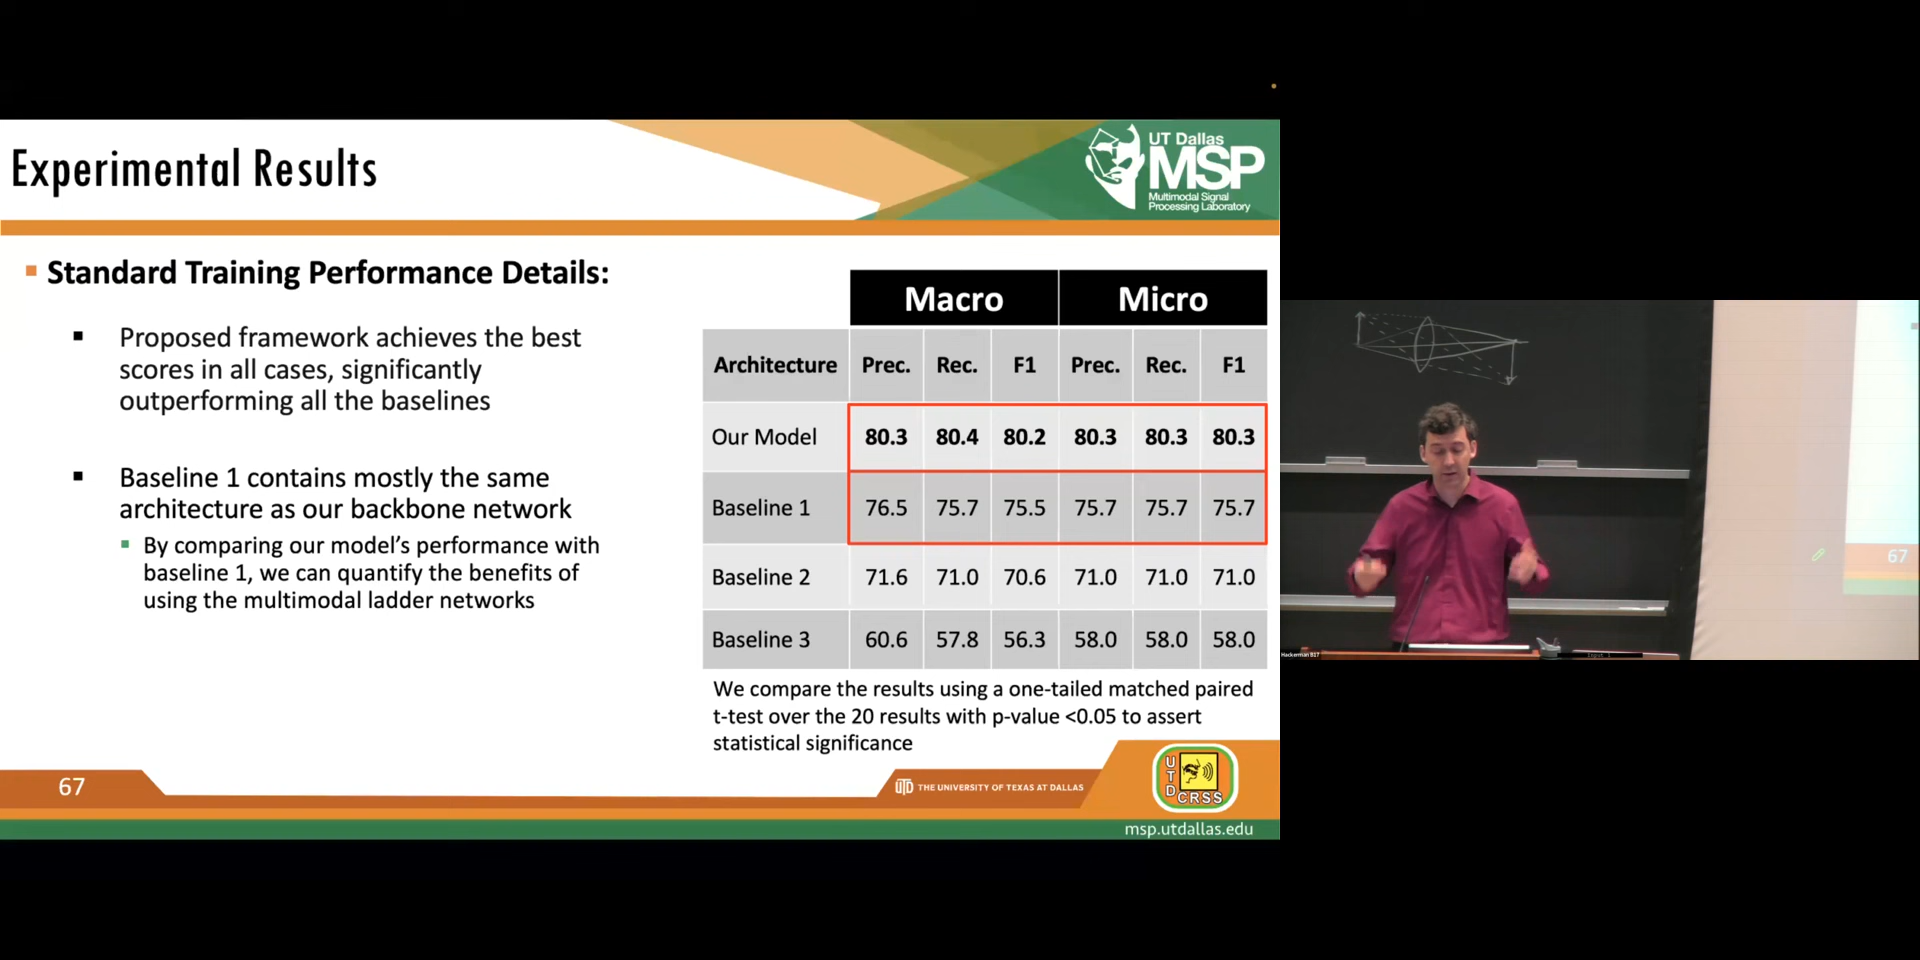 Experimental Results
UT Dallas
MSP
Multimodal Signal
Processing Laboratory
Standard Training Performance Details:
Proposed framework achieves the best
scores in all cases, significantly
outperforming all the baselines
Baseline 1 contains mostly the same
architecture as our backbone network
By comparing our model's performance with
baseline 1, we can quantify the benefits of
using the multimodal ladder networks
Macro Micro
Architecture Prec. Rec. F1 Prec. Rec. F1
Our Model 80.3 80.4 80.2 80.3 80.3 80.3
Baseline 1 76.5 75.7 75.5 75.7 75.7 75.7
Baseline 2 71.6 71.0 70.6 71.0 71.0 71.0
Baseline 3 60.6 57.8 56.3 58.0 58.0 58.0
We compare the results using a one-tailed matched paired
t-test over the 20 results with p-value <0.05 to assert
statistical significance
67
UTD THE UNIVERSITY OF TEXAS AT DALLAS
UTD
CRSS
msp.utdallas.edu
67
Hackerman B17